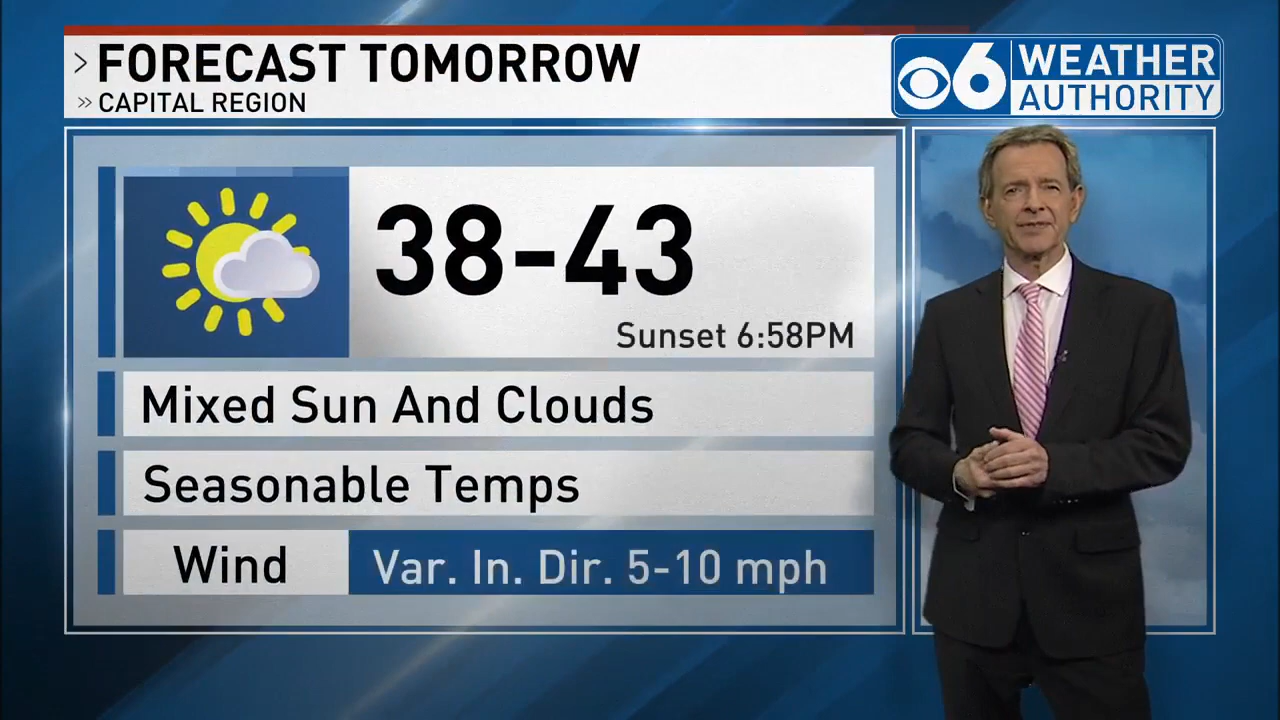 > FORECAST TOMORROW
» CAPITAL REGION
6 WEATHER
AUTHORITY
38-43
Sunset 6:58PM
Mixed Sun And Clouds
Seasonable Temps
Wind Var. In. Dir. 5-10 mph